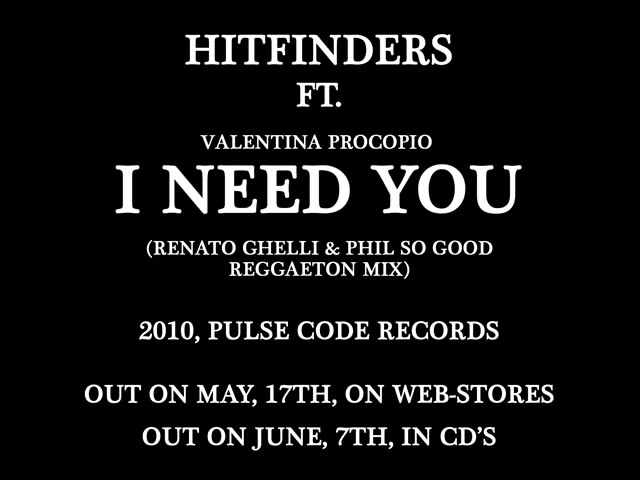 HITFINDERS
FT.
VALENTINA PROCOPIO
I NEED YOU
(RENATO GHELLI & PHIL SO GOOD
REGGAETON MIX)
2010, PULSE CODE RECORDS
OUT ON MAY, 17TH, ON WEB-STORES
OUT ON JUNE, 7TH, IN CD’S